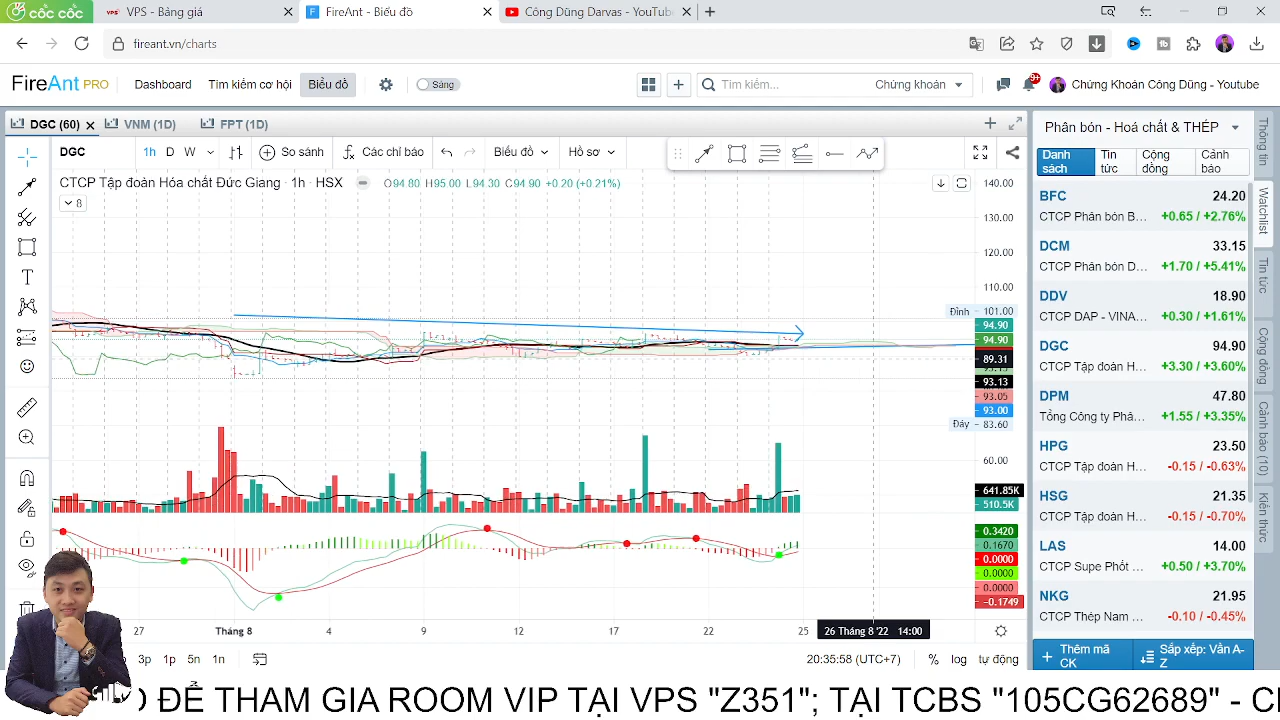 cốc cốc
VPS - Bảng giá
FireAnt - Biểu đồ
Công Dũng Darvas - YouTube
fireant.vn/charts
FireAnt PRO
Dashboard
Tìm kiếm cơ hội
Biểu đồ
Sáng
Tìm kiếm...
Chứng khoán
9+
Chứng Khoán Công Dũng - Youtube
DGC (60)
VNM (1D)
FPT (1D)
DGC
1h D W
So sánh
Các chỉ báo
Biểu đồ
Hồ sơ
CTCP Tập đoàn Hóa chất Đức Giang · 1h · HSX
O94.80 H95.00 L94.30 C94.90 +0.20 (+0.21%)
8
140.00
130.00
120.00
110.00
Đỉnh 101.00
94.90
94.90
89.31
93.13
93.05
93.00
Đáy 83.60
60.00
641.85K
510.5K
0.3420
0.1670
0.0000
0.0000
0.0000
-0.1749
27
Tháng 8
4
9
12
17
22
25
26 Tháng 8 '22 14:00
3p 1p 5n 1n
20:35:58 (UTC+7)
% log tự động
Phân bón - Hoá chất & THÉP
Danh sách
Tin tức
Cộng đồng
Cảnh báo
BFC 24.20
CTCP Phân bón B... +0.65 / +2.76%
DCM 33.15
CTCP Phân bón D... +1.70 / +5.41%
DDV 18.90
CTCP DAP - VINA... +0.30 / +1.61%
DGC 94.90
CTCP Tập đoàn H... +3.30 / +3.60%
DPM 47.80
Tổng Công ty Phâ... +1.55 / +3.35%
HPG 23.50
CTCP Tập đoàn H... -0.15 / -0.63%
HSG 21.35
CTCP Tập đoàn H... -0.15 / -0.70%
LAS 14.00
CTCP Supe Phốt ... +0.50 / +3.70%
NKG 21.95
CTCP Thép Nam ... -0.10 / -0.45%
Thêm mã CK
Sắp xếp: Vần A-Z
Thông tin
Watchlist
Tin tức
Cộng đồng
Cảnh báo (10)
Kiến thức
ĐỂ THAM GIA ROOM VIP TẠI VPS "Z351"; TẠI TCBS "105CG62689" - C